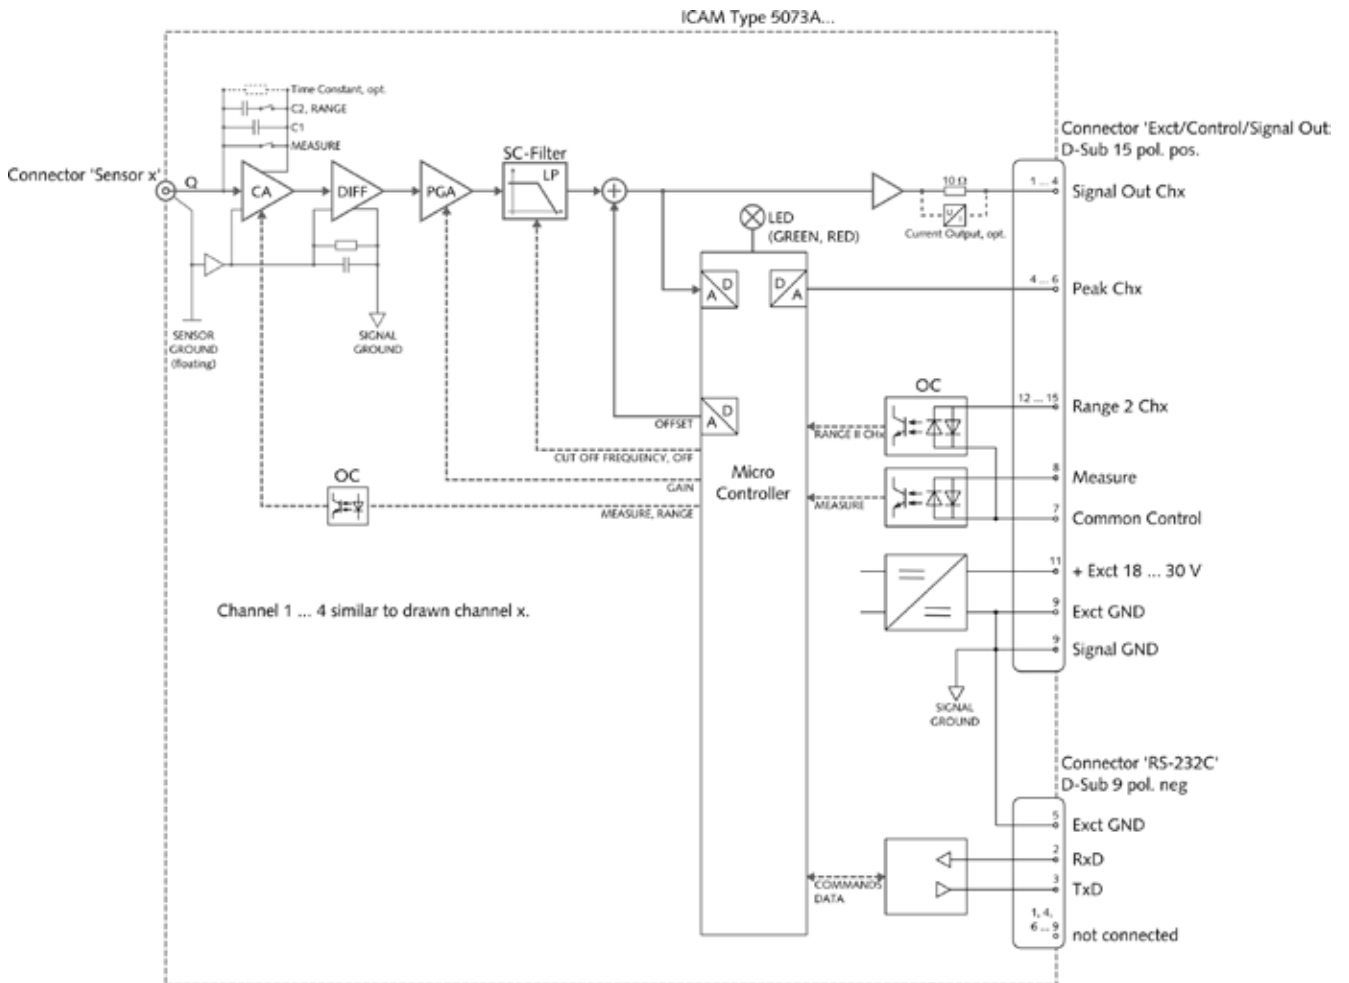 ICAM Type 5073A...
Time Constant, opt.
C2, RANGE
C1
MEASURE
Connector 'Sensor x'
Q
CA
DIFF
PGA
SC-Filter
LP
10 Ω
U
Current Output, opt.
LED
(GREEN, RED)
Connector 'Exct/Control/Signal Out:
D-Sub 15 pol. pos.
1 ... 4
Signal Out Chx
A D
D A
4 ... 6
Peak Chx
SENSOR
GROUND
(floating)
SIGNAL
GROUND
OC
12 ... 15
Range 2 Chx
A D
OFFSET
RANGE II CHx
CUT OFF FREQUENCY, OFF
GAIN
OC
MEASURE, RANGE
Micro
Controller
MEASURE
8
Measure
7
Common Control
11
+ Exct 18 ... 30 V
9
Exct GND
9
Signal GND
Channel 1 ... 4 similar to drawn channel x.
SIGNAL
GROUND
Connector 'RS-232C'
D-Sub 9 pol. neg
5
Exct GND
2
RxD
3
TxD
COMMANDS
DATA
1, 4,
6 ... 9
not connected